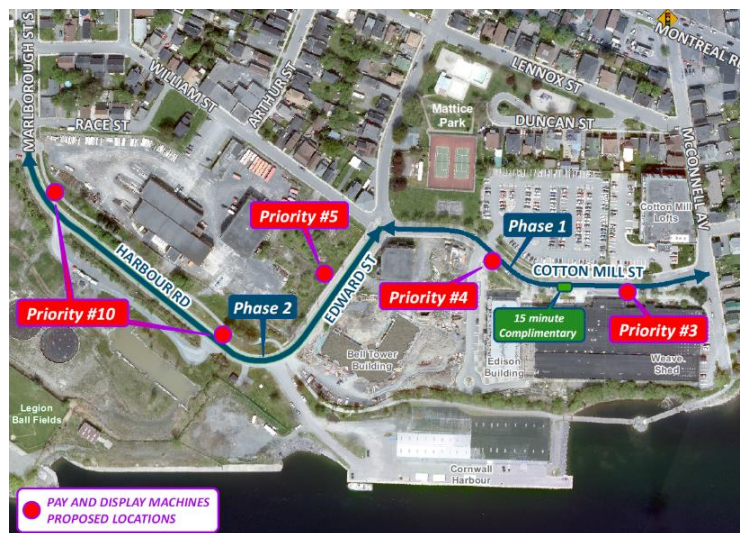 MARLBOROUGH ST S
WILLIAM ST
ARTHUR ST
RACE ST
LENNOX ST
MONTREAL R
Mattice
Park
DUNCAN ST
MCCONNELL AV
Cotton Mill
Lofts
Priority #5
Phase 1
COTTON MILL ST
HARBOUR RD
EDWARD ST
Priority #4
Priority #10
Phase 2
15 minute
Complimentary
Priority #3
Bell Tower
Building
Edison
Building
Weave
Shed
Legion
Ball Fields
Cornwall
Harbour
PAY AND DISPLAY MACHINES
PROPOSED LOCATIONS